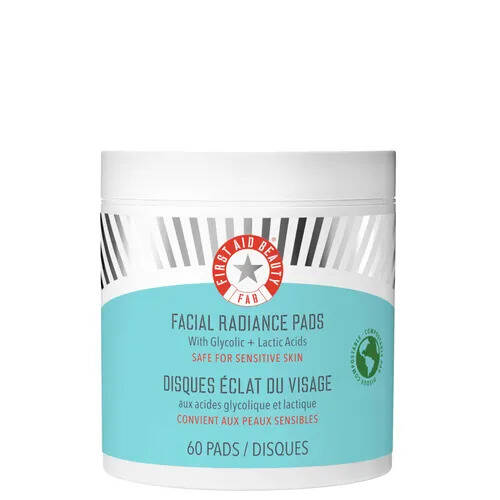 FIRST AID BEAUTY®
FAB
FACIAL RADIANCE PADS
With Glycolic + Lactic Acids
SAFE FOR SENSITIVE SKIN
DISQUES ÉCLAT DU VISAGE
aux acides glycolique et lactique
CONVIENT AUX PEAUX SENSIBLES
60 PADS / DISQUES